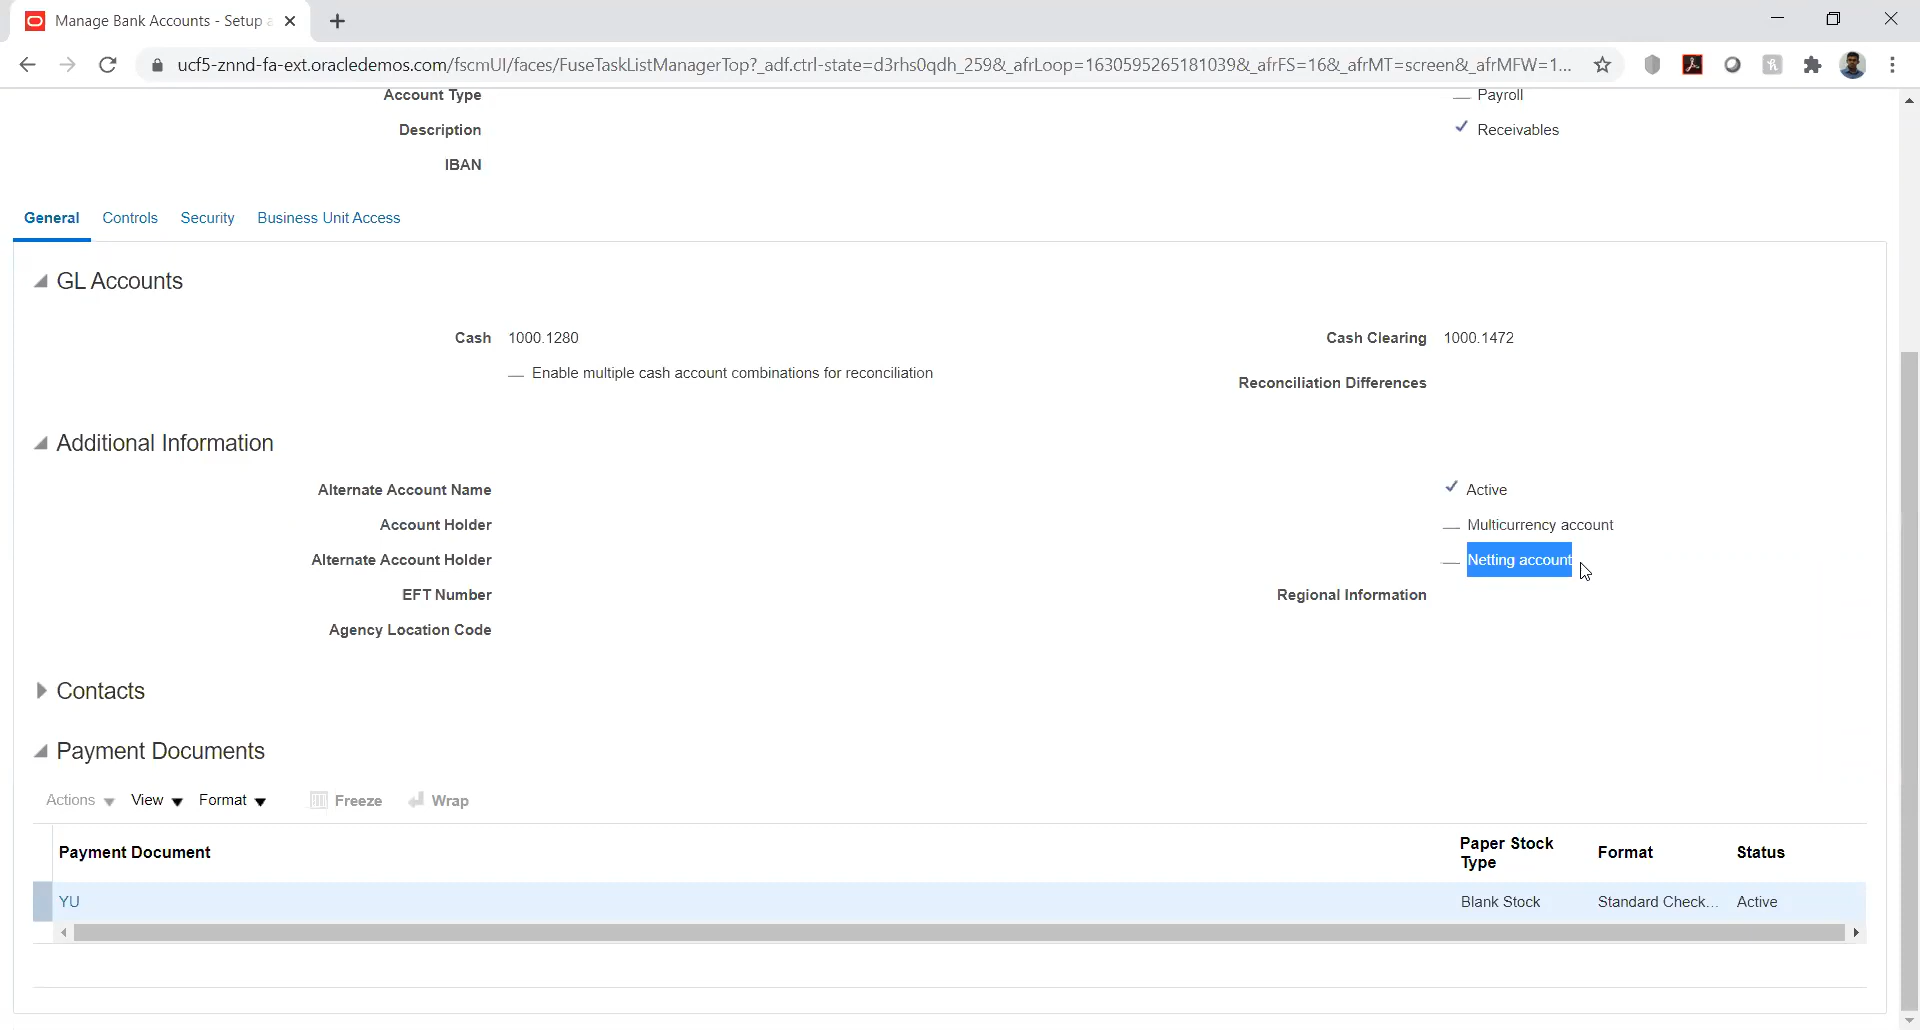 Manage Bank Accounts - Setup a
ucf5-znnd-fa-ext.oracledemos.com/fscmUI/faces/FuseTaskListManagerTop?_adf.ctrl-state=d3rhs0qdh_259&_afrLoop=1630595265181039&_afrFS=16&_afrMT=screen&_afrMFW=1...
Account Type
Payroll
Description
Receivables
IBAN
General Controls Security Business Unit Access
GL Accounts
Cash 1000.1280
Cash Clearing 1000.1472
Enable multiple cash account combinations for reconciliation
Reconciliation Differences
Additional Information
Alternate Account Name
Active
Account Holder
Multicurrency account
Alternate Account Holder
Netting account
EFT Number
Regional Information
Agency Location Code
Contacts
Payment Documents
Actions View Format Freeze Wrap
Payment Document
Paper Stock
Type
Format
Status
YU
Blank Stock
Standard Check...
Active